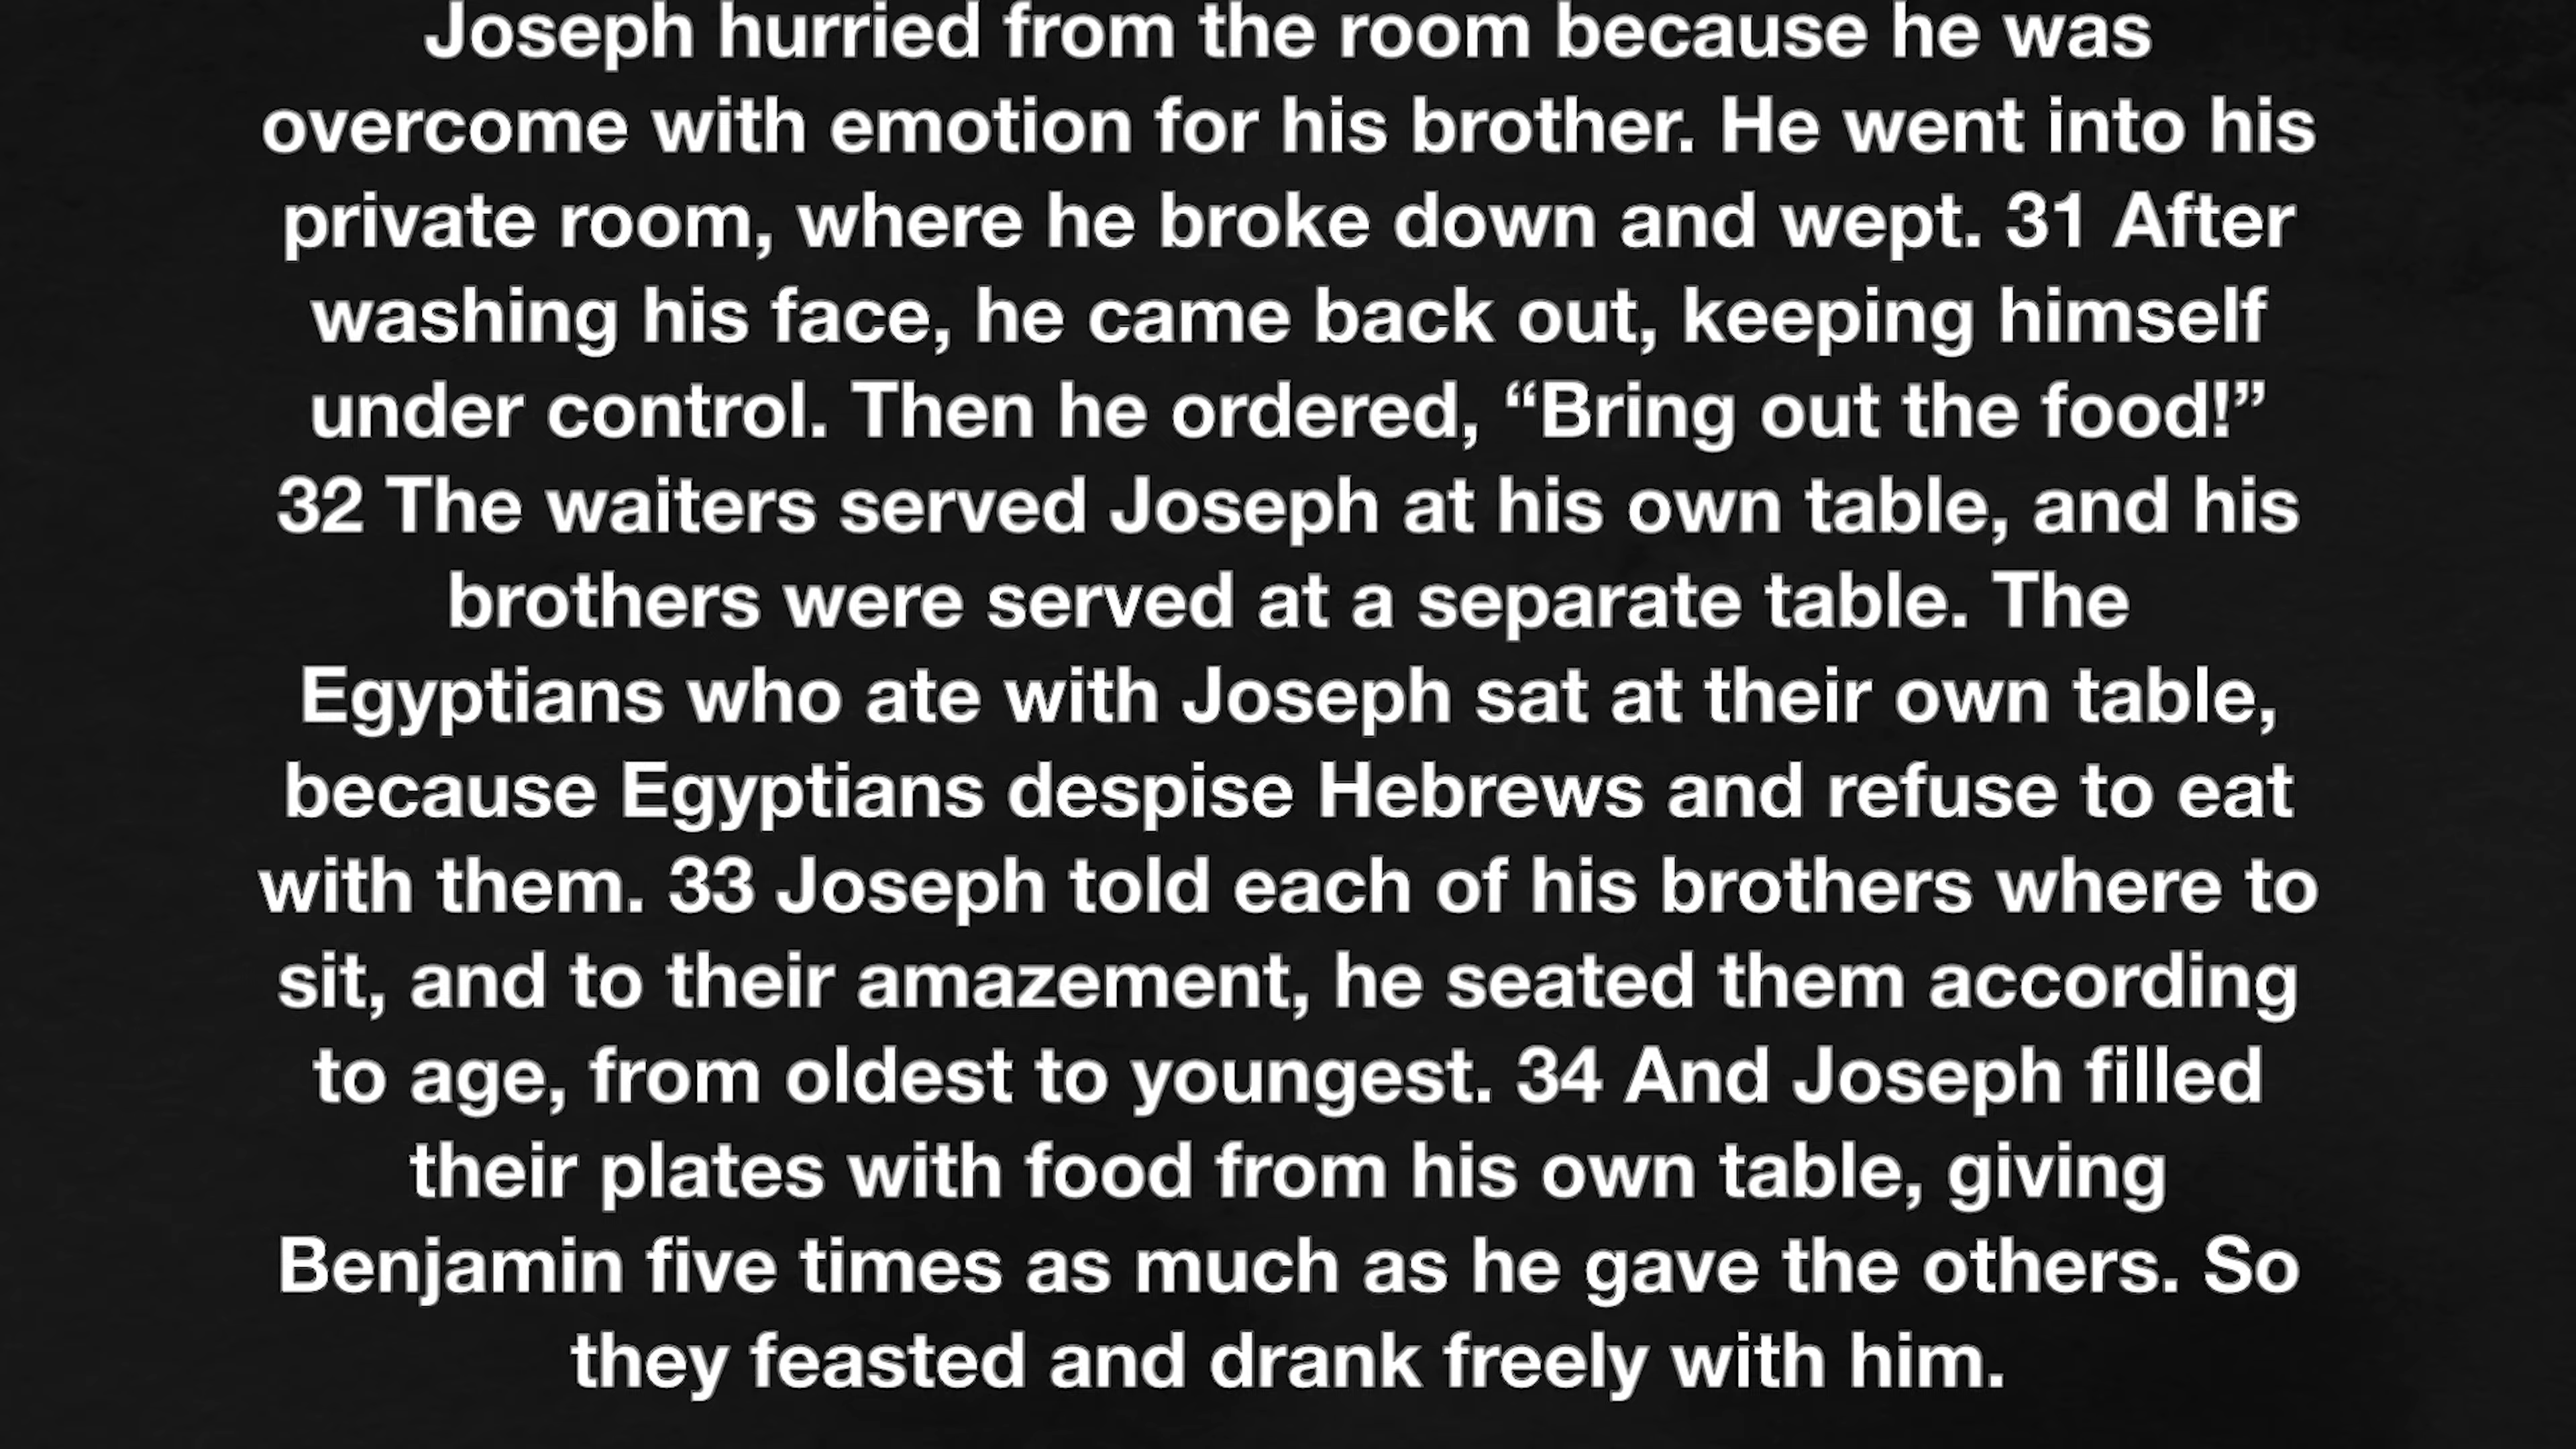 Joseph hurried from the room because he was
overcome with emotion for his brother. He went into his
private room, where he broke down and wept. 31 After
washing his face, he came back out, keeping himself
under control. Then he ordered, “Bring out the food!”
32 The waiters served Joseph at his own table, and his
brothers were served at a separate table. The
Egyptians who ate with Joseph sat at their own table,
because Egyptians despise Hebrews and refuse to eat
with them. 33 Joseph told each of his brothers where to
sit, and to their amazement, he seated them according
to age, from oldest to youngest. 34 And Joseph filled
their plates with food from his own table, giving
Benjamin five times as much as he gave the others. So
they feasted and drank freely with him.